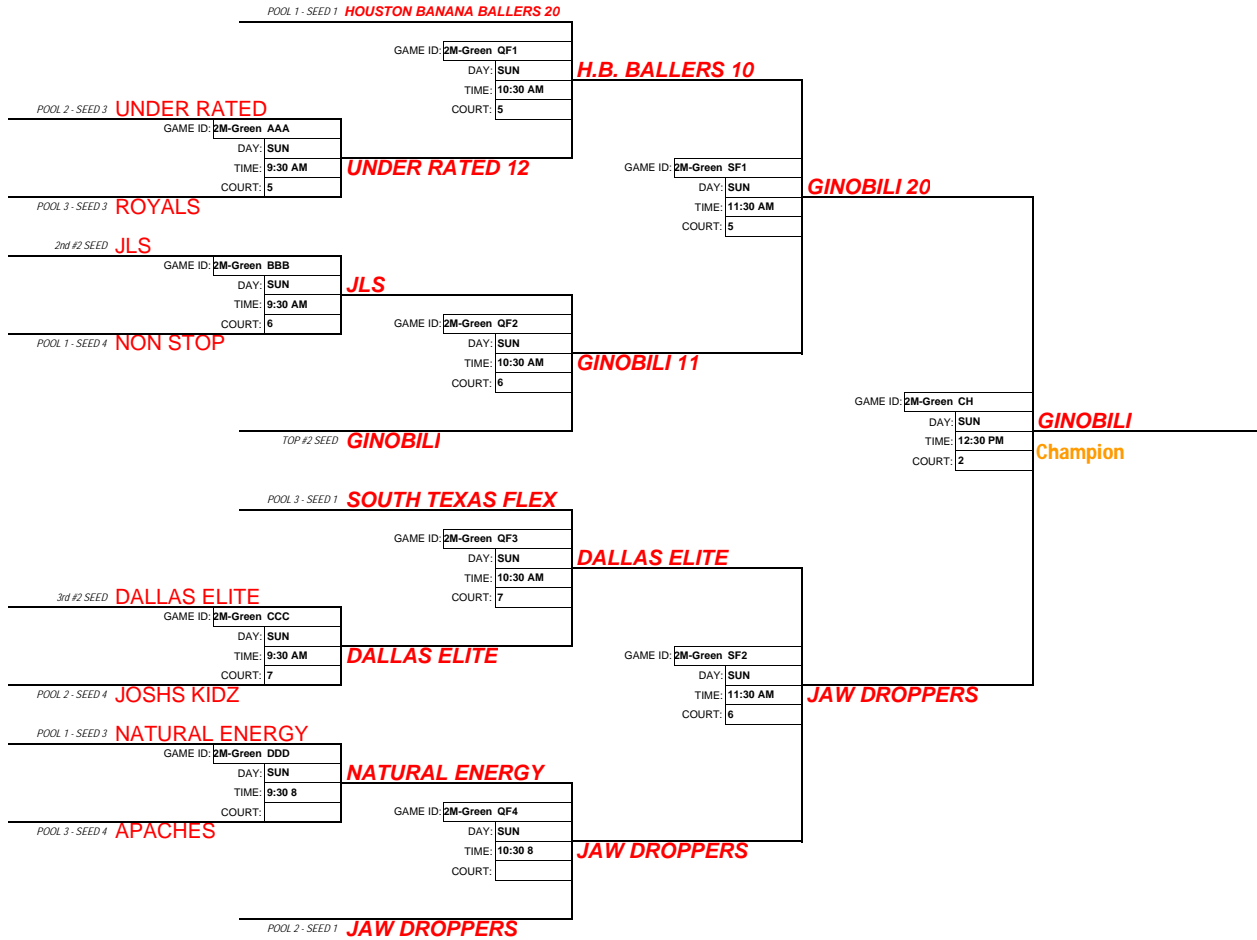 POOL 1 - SEED 1 HOUSTON BANANA BALLERS 20
GAME ID: 2M-Green QF1
DAY: SUN
TIME: 10:30 AM
COURT: 5
H.B. BALLERS 10
POOL 2 - SEED 3 UNDER RATED
GAME ID: 2M-Green AAA
DAY: SUN
TIME: 9:30 AM
COURT: 5
UNDER RATED 12
POOL 3 - SEED 3 ROYALS
GAME ID: 2M-Green SF1
DAY: SUN
TIME: 11:30 AM
COURT: 5
GINOBILI 20
2nd #2 SEED JLS
GAME ID: 2M-Green BBB
DAY: SUN
TIME: 9:30 AM
COURT: 6
JLS
POOL 1 - SEED 4 NON STOP
GAME ID: 2M-Green QF2
DAY: SUN
TIME: 10:30 AM
COURT: 6
GINOBILI 11
TOP #2 SEED GINOBILI
GAME ID: 2M-Green CH
DAY: SUN
TIME: 12:30 PM
COURT: 2
GINOBILI
Champion
POOL 3 - SEED 1 SOUTH TEXAS FLEX
GAME ID: 2M-Green QF3
DAY: SUN
TIME: 10:30 AM
COURT: 7
DALLAS ELITE
3rd #2 SEED DALLAS ELITE
GAME ID: 2M-Green CCC
DAY: SUN
TIME: 9:30 AM
COURT: 7
DALLAS ELITE
POOL 2 - SEED 4 JOSHS KIDZ
GAME ID: 2M-Green SF2
DAY: SUN
TIME: 11:30 AM
COURT: 6
JAW DROPPERS
POOL 1 - SEED 3 NATURAL ENERGY
GAME ID: 2M-Green DDD
DAY: SUN
TIME: 9:30 8
COURT:
NATURAL ENERGY
POOL 3 - SEED 4 APACHES
GAME ID: 2M-Green QF4
DAY: SUN
TIME: 10:30 8
COURT:
JAW DROPPERS
POOL 2 - SEED 1 JAW DROPPERS